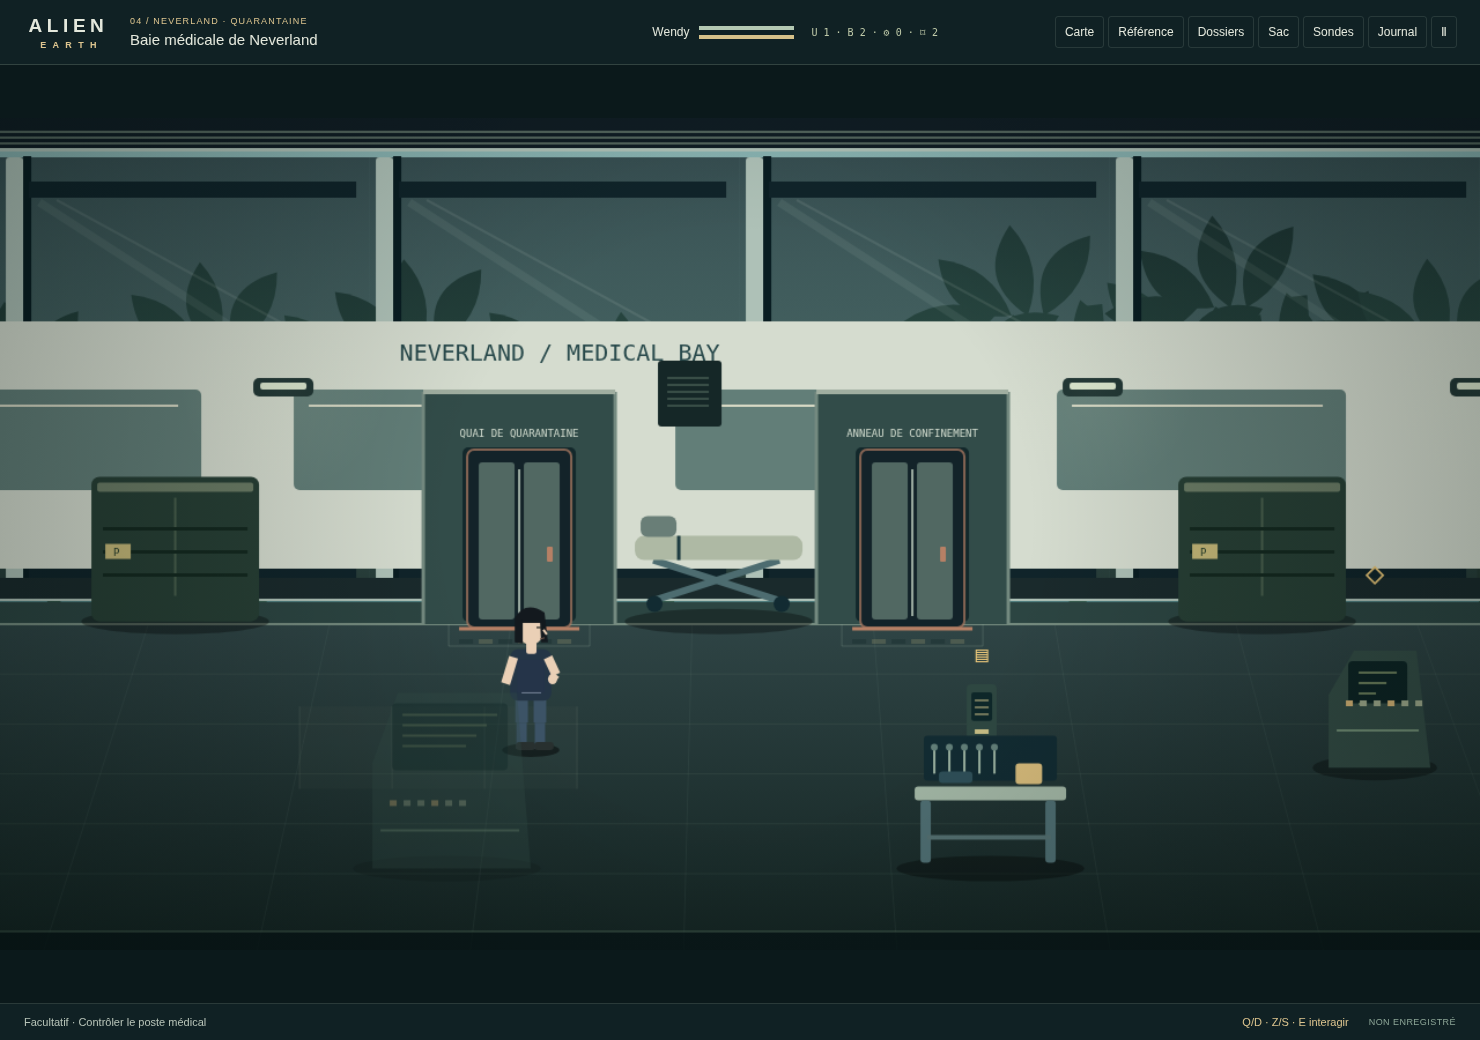 ALIEN
EARTH
04 / NEVERLAND · QUARANTAINE
Baie médicale de Neverland
Wendy
U 1 · B 2 · ⚙ 0 · ⌑ 2
Carte
Référence
Dossiers
Sac
Sondes
Journal
Ⅱ
NEVERLAND / MEDICAL BAY
QUAI DE QUARANTAINE
ANNEAU DE CONFINEMENT
P
P
Facultatif · Contrôler le poste médical
Q/D · Z/S · E interagir
NON ENREGISTRÉ